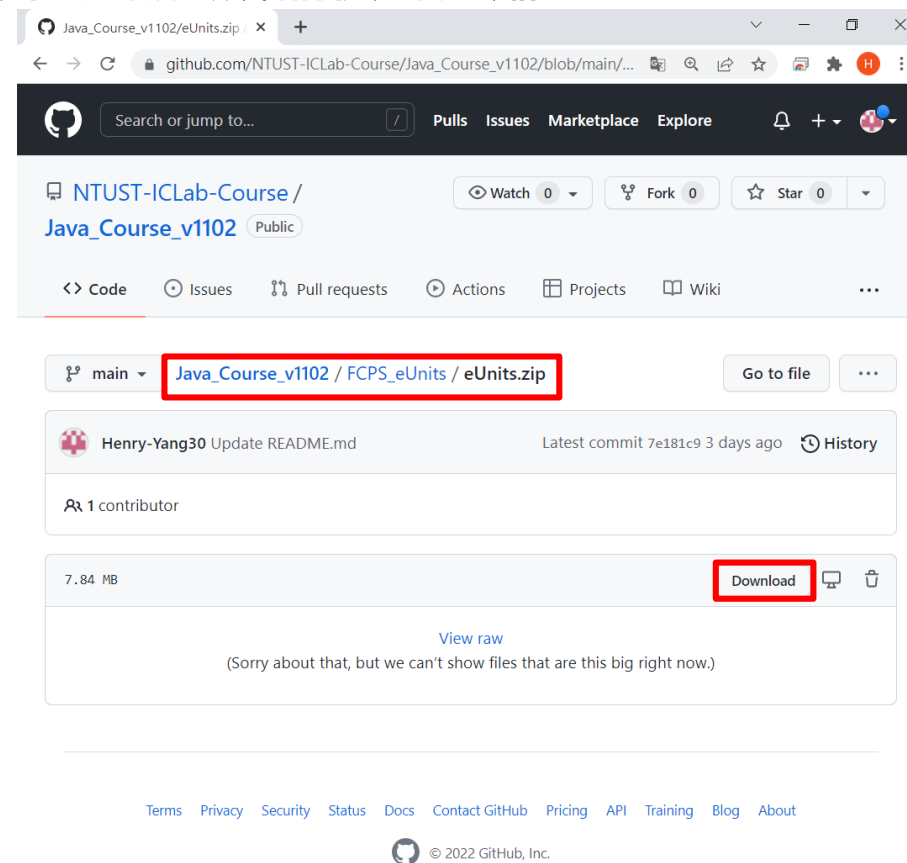 Java_Course_v1102/eUnits.zip a
github.com/NTUST-ICLab-Course/Java_Course_v1102/blob/main/...
H
Search or jump to... /
Pulls Issues Marketplace Explore
NTUST-ICLab-Course /
Java_Course_v1102 Public
Watch 0 Fork 0 Star 0
<> Code Issues Pull requests Actions Projects Wiki ...
main Java_Course_v1102 / FCPS_eUnits / eUnits.zip Go to file ...
Henry-Yang30 Update README.md Latest commit 7e181c9 3 days ago History
1 contributor
7.84 MB Download
View raw
(Sorry about that, but we can't show files that are this big right now.)
Terms Privacy Security Status Docs Contact GitHub Pricing API Training Blog About
© 2022 GitHub, Inc.